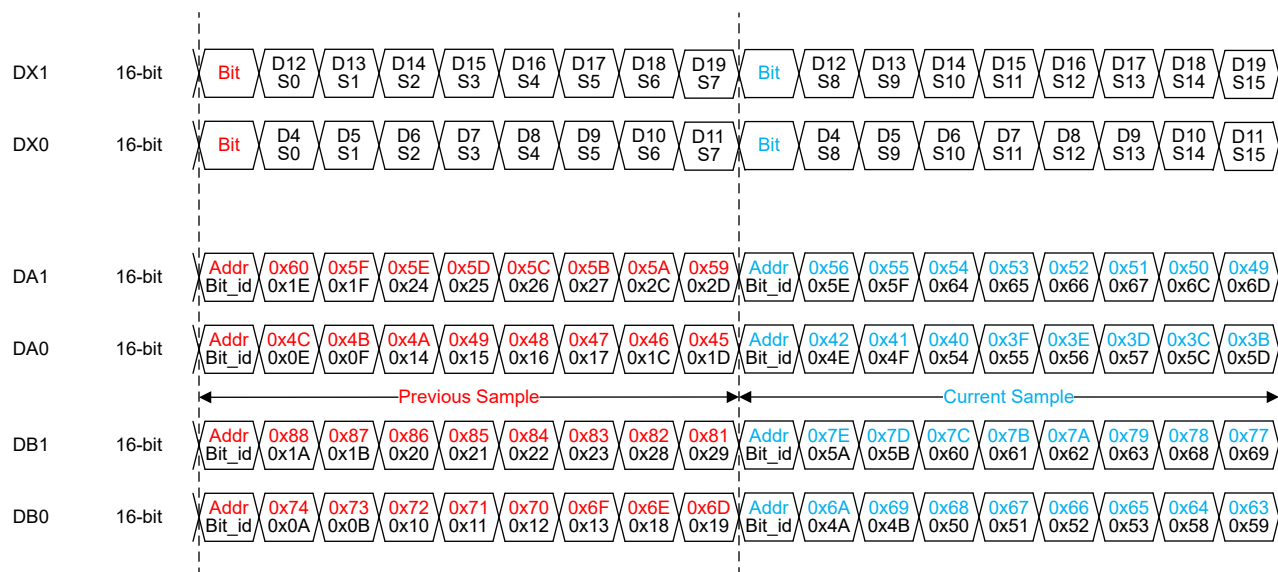 DX1 16-bit Bit D12 D13 D14 D15 D16 D17 D18 D19 Bit D12 D13 D14 D15 D16 D17 D18 D19
S0 S1 S2 S3 S4 S5 S6 S7 S8 S9 S10 S11 S12 S13 S14 S15
DX0 16-bit Bit D4 D5 D6 D7 D8 D9 D10 D11 Bit D4 D5 D6 D7 D8 D9 D10 D11
S0 S1 S2 S3 S4 S5 S6 S7 S8 S9 S10 S11 S12 S13 S14 S15
DA1 16-bit Addr 0x60 0x5F 0x5E 0x5D 0x5C 0x5B 0x5A 0x59 Addr 0x56 0x55 0x54 0x53 0x52 0x51 0x50 0x49
Bit_id 0x1E 0x1F 0x24 0x25 0x26 0x27 0x2C 0x2D Bit_id 0x5E 0x5F 0x64 0x65 0x66 0x67 0x6C 0x6D
DA0 16-bit Addr 0x4C 0x4B 0x4A 0x49 0x48 0x47 0x46 0x45 Addr 0x42 0x41 0x40 0x3F 0x3E 0x3D 0x3C 0x3B
Bit_id 0x0E 0x0F 0x14 0x15 0x16 0x17 0x1C 0x1D Bit_id 0x4E 0x4F 0x54 0x55 0x56 0x57 0x5C 0x5D
Previous Sample Current Sample
DB1 16-bit Addr 0x88 0x87 0x86 0x85 0x84 0x83 0x82 0x81 Addr 0x7E 0x7D 0x7C 0x7B 0x7A 0x79 0x78 0x77
Bit_id 0x1A 0x1B 0x20 0x21 0x22 0x23 0x28 0x29 Bit_id 0x5A 0x5B 0x60 0x61 0x62 0x63 0x68 0x69
DB0 16-bit Addr 0x74 0x73 0x72 0x71 0x70 0x6F 0x6E 0x6D Addr 0x6A 0x69 0x68 0x67 0x66 0x65 0x64 0x63
Bit_id 0x0A 0x0B 0x10 0x11 0x12 0x13 0x18 0x19 Bit_id 0x4A 0x4B 0x50 0x51 0x52 0x53 0x58 0x59